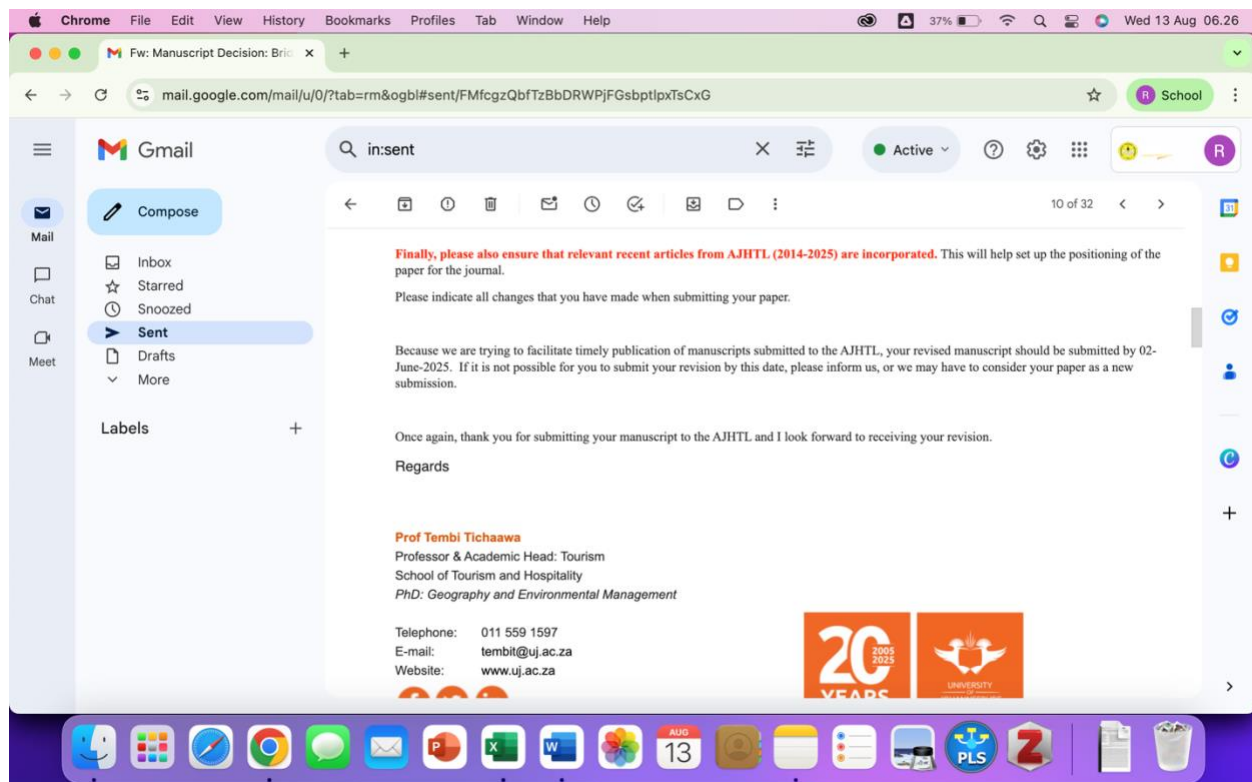 Chrome File Edit View History Bookmarks Profiles Tab Window Help 37% Wed 13 Aug 06.26
Fw: Manuscript Decision: Bri
mail.google.com/mail/u/0/?tab=rm&ogbl#sent/FMfcgzQbfTzBbDRWPjFGsbptlpxTsCxG
School
Gmail
in:sent
Active
R
Compose
10 of 32
Mail
Inbox
Starred
Chat
Snoozed
Sent
Meet
Drafts
More
Labels
Finally, please also ensure that relevant recent articles from AJHTL (2014-2025) are incorporated. This will help set up the positioning of the
paper for the journal.
Please indicate all changes that you have made when submitting your paper.
Because we are trying to facilitate timely publication of manuscripts submitted to the AJHTL, your revised manuscript should be submitted by 02-
June-2025. If it is not possible for you to submit your revision by this date, please inform us, or we may have to consider your paper as a new
submission.
Once again, thank you for submitting your manuscript to the AJHTL and I look forward to receiving your revision.
Regards
Prof Tembi Tichaawa
Professor & Academic Head: Tourism
School of Tourism and Hospitality
PhD: Geography and Environmental Management
Telephone: 011 559 1597
E-mail: tembit@uj.ac.za
Website: www.uj.ac.za
20
2005
2025
YEARS
UNIVERSITY
OF
31
AUG
13
PLS